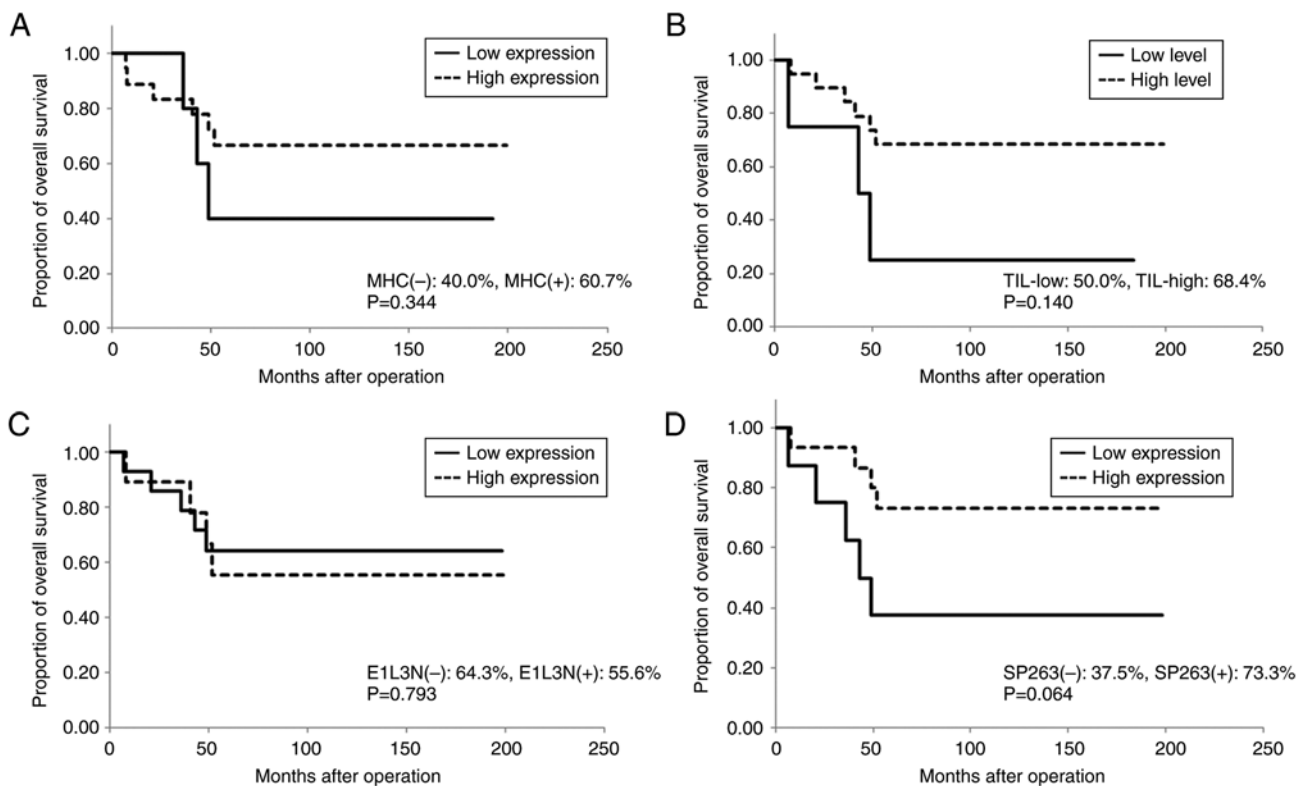 A
Proportion of overall survival
1.00
0.80
0.60
0.40
0.20
0.00
Low expression
High expression
MHC(–): 40.0%, MHC(+): 60.7%
P=0.344
0 50 100 150 200 250
Months after operation
B
Proportion of overall survival
1.00
0.80
0.60
0.40
0.20
0.00
Low level
High level
TIL-low: 50.0%, TIL-high: 68.4%
P=0.140
0 50 100 150 200 250
Months after operation
C
Proportion of overall survival
1.00
0.80
0.60
0.40
0.20
0.00
Low expression
High expression
E1L3N(–): 64.3%, E1L3N(+): 55.6%
P=0.793
0 50 100 150 200 250
Months after operation
D
Proportion of overall survival
1.00
0.80
0.60
0.40
0.20
0.00
Low expression
High expression
SP263(–): 37.5%, SP263(+): 73.3%
P=0.064
0 50 100 150 200 250
Months after operation